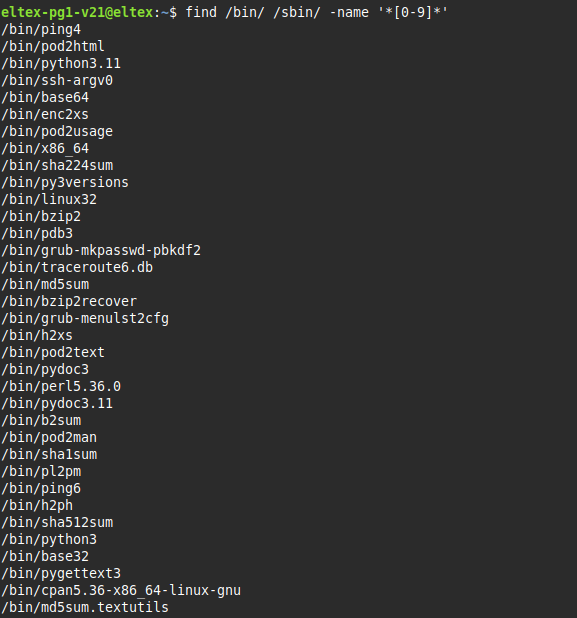 eltex-pg1-v21@eltex:~$ find /bin/ /sbin/ -name '*[0-9]*'
/bin/ping4
/bin/pod2html
/bin/python3.11
/bin/ssh-argv0
/bin/base64
/bin/enc2xs
/bin/pod2usage
/bin/x86_64
/bin/sha224sum
/bin/py3versions
/bin/linux32
/bin/bzip2
/bin/pdb3
/bin/grub-mkpasswd-pbkdf2
/bin/traceroute6.db
/bin/md5sum
/bin/bzip2recover
/bin/grub-menulst2cfg
/bin/h2xs
/bin/pod2text
/bin/pydoc3
/bin/perl5.36.0
/bin/pydoc3.11
/bin/b2sum
/bin/pod2man
/bin/sha1sum
/bin/pl2pm
/bin/ping6
/bin/h2ph
/bin/sha512sum
/bin/python3
/bin/base32
/bin/pygettext3
/bin/cpan5.36-x86_64-linux-gnu
/bin/md5sum.textutils